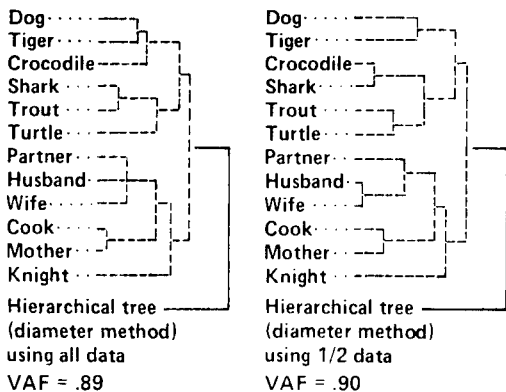 Dog
Tiger
Crocodile
Shark
Trout
Turtle
Partner
Husband
Wife
Cook
Mother
Knight
Hierarchical tree
(diameter method)
using all data
VAF = .89
Dog
Tiger
Crocodile
Shark
Trout
Turtle
Partner
Husband
Wife
Cook
Mother
Knight
Hierarchical tree
(diameter method)
using 1/2 data
VAF = .90